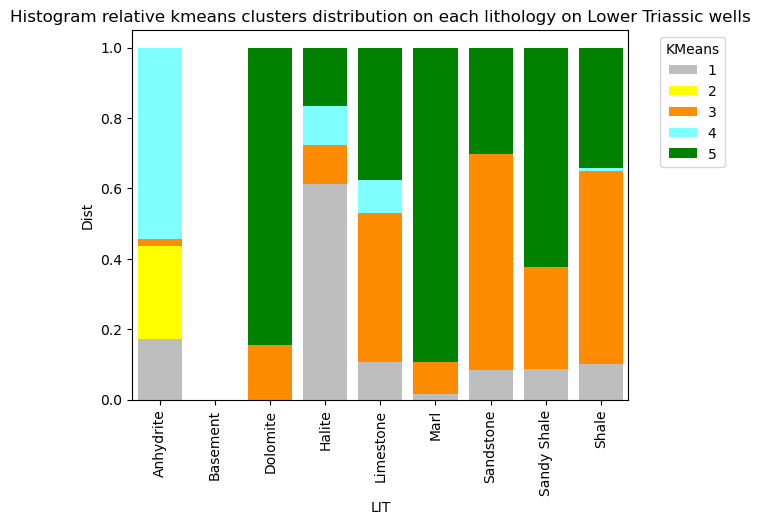 Histogram relative kmeans clusters distribution on each lithology on Lower Triassic wells
KMeans
1
2
3
4
5
Dist
1.0
0.8
0.6
0.4
0.2
0.0
Anhydrite
Basement
Dolomite
Halite
Limestone
Marl
Sandstone
Sandy Shale
Shale
LIT